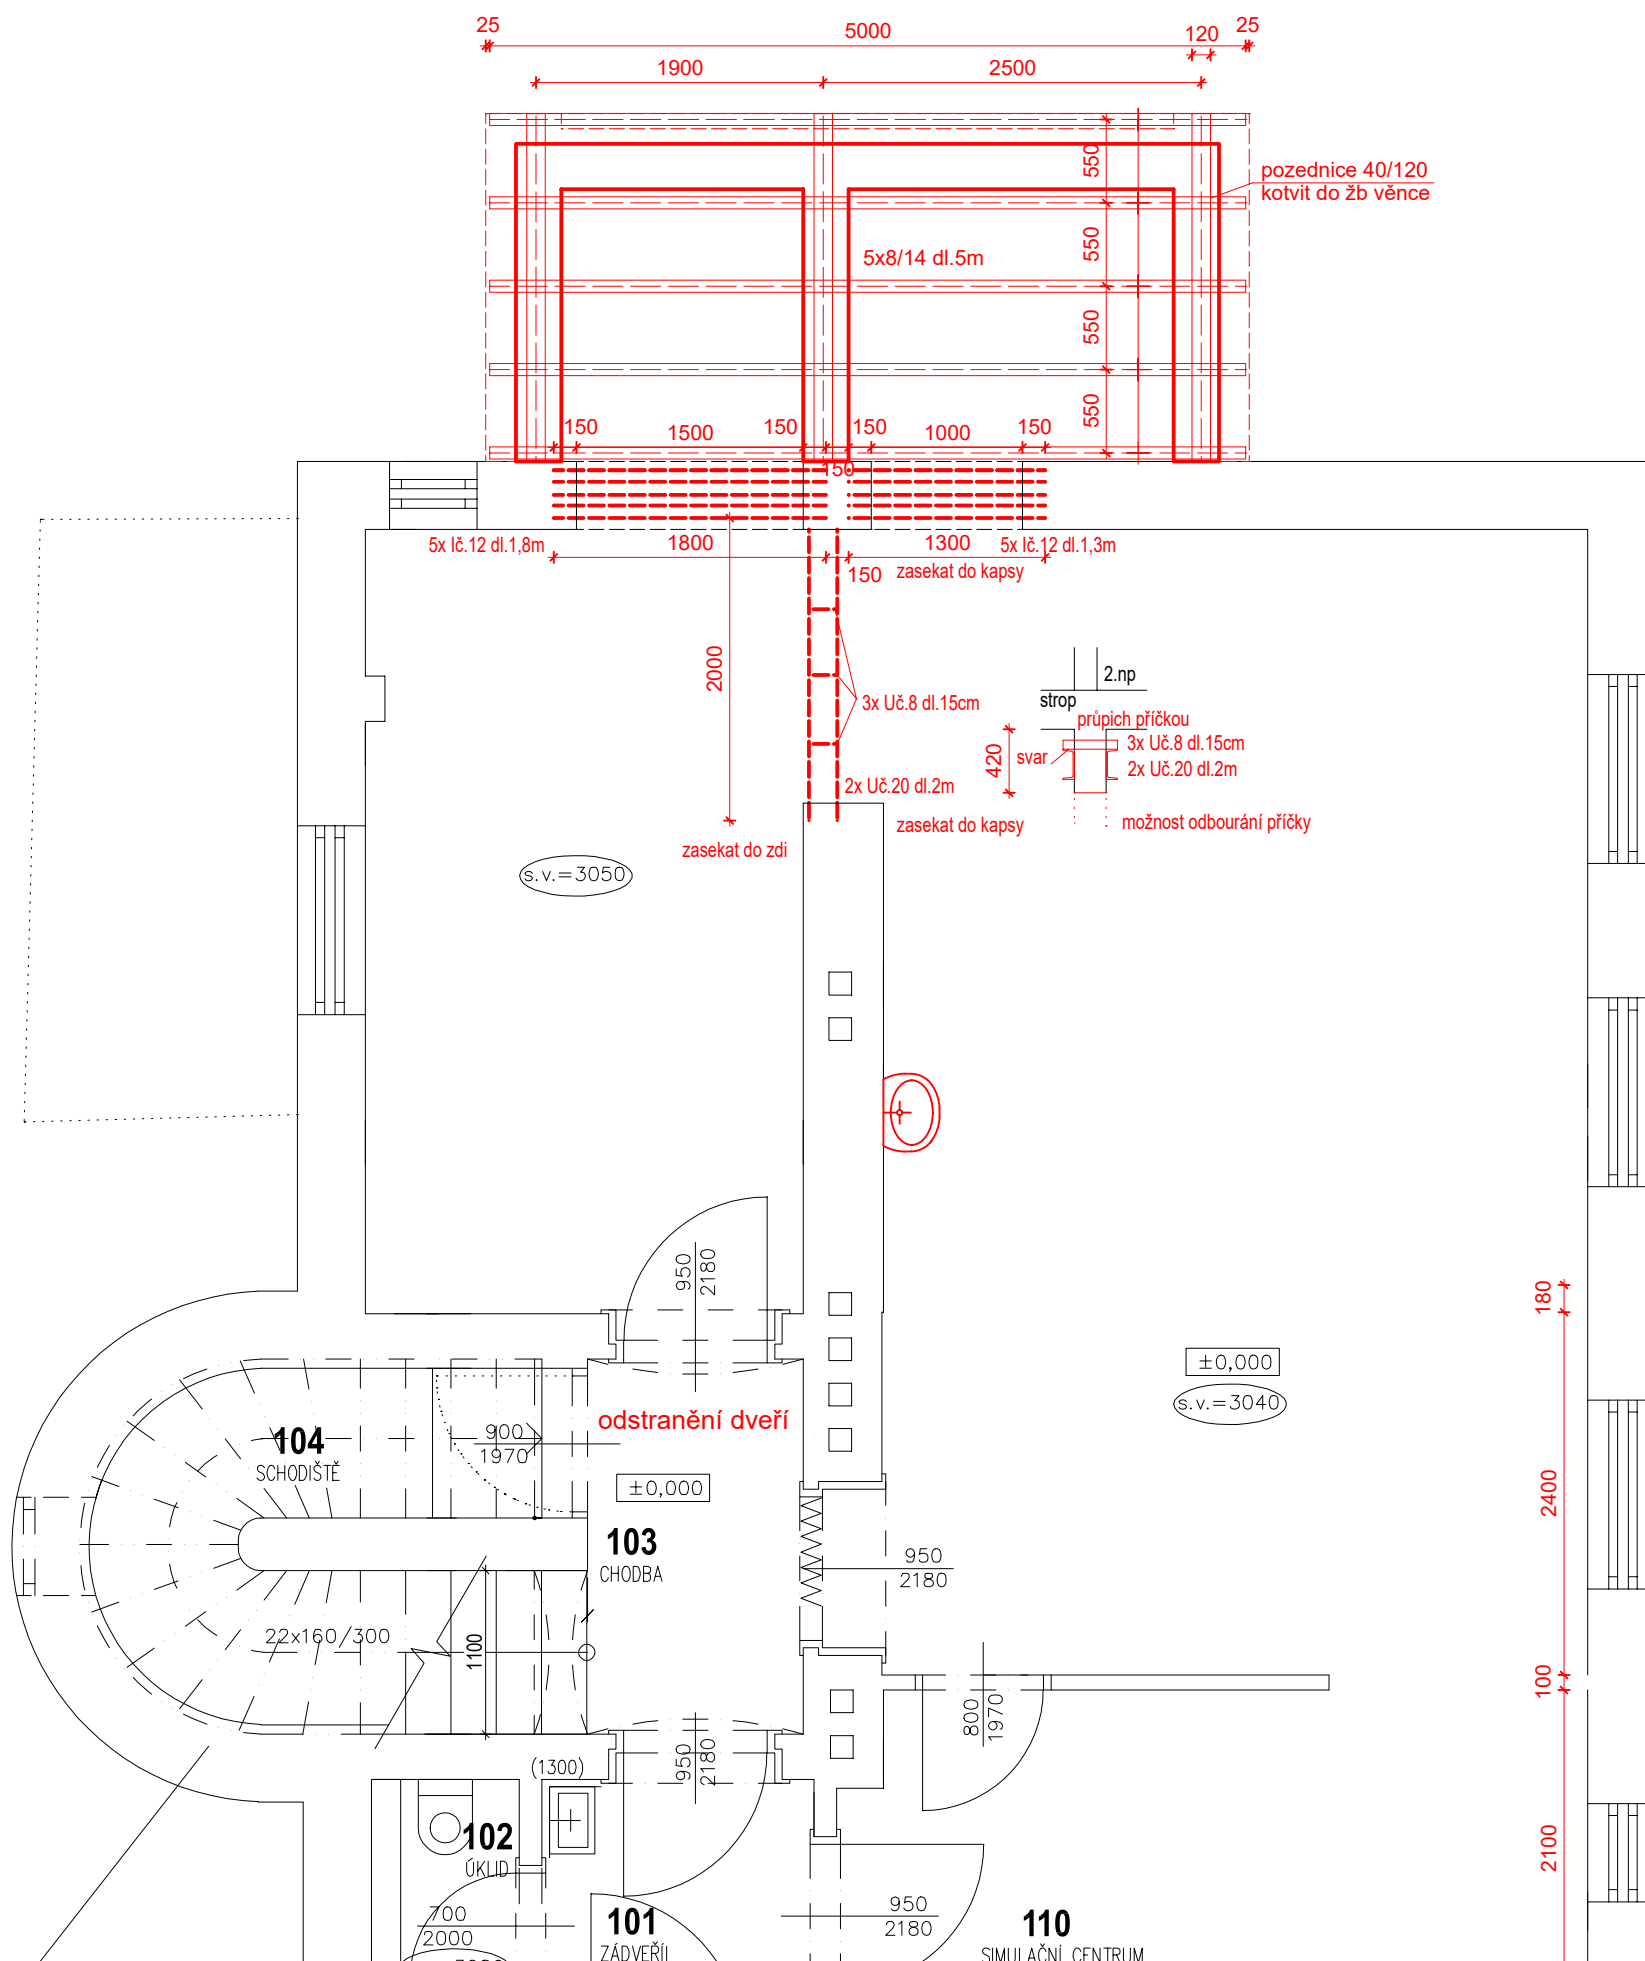 25
5000
120
25
1900
2500
550
pozednice 40/120
kotvit do žb věnce
550
5x8/14 dl.5m
550
550
150
1500
150
150
1000
150
150
5x Ič.12 dl.1,8m
1800
1300
5x Ič.12 dl.1,3m
150
zasekat do kapsy
2000
2.np
strop
3x Uč.8 dl.15cm
průpich příčkou
420
svar
3x Uč.8 dl.15cm
2x Uč.20 dl.2m
2x Uč.20 dl.2m
zasekat do kapsy
možnost odbourání příčky
zasekat do zdi
s.v.=3050
950
2180
180
±0,000
s.v.=3040
odstranění dveří
900
1970
104
SCHODIŠTĚ
±0,000
2400
103
CHODBA
950
2180
22x160/300
1100
100
800
1970
950
2180
(1300)
102
ÚKLID
2100
700
2000
101
ZÁDVEŘÍ
950
2180
110
SIMULAČNÍ CENTRUM